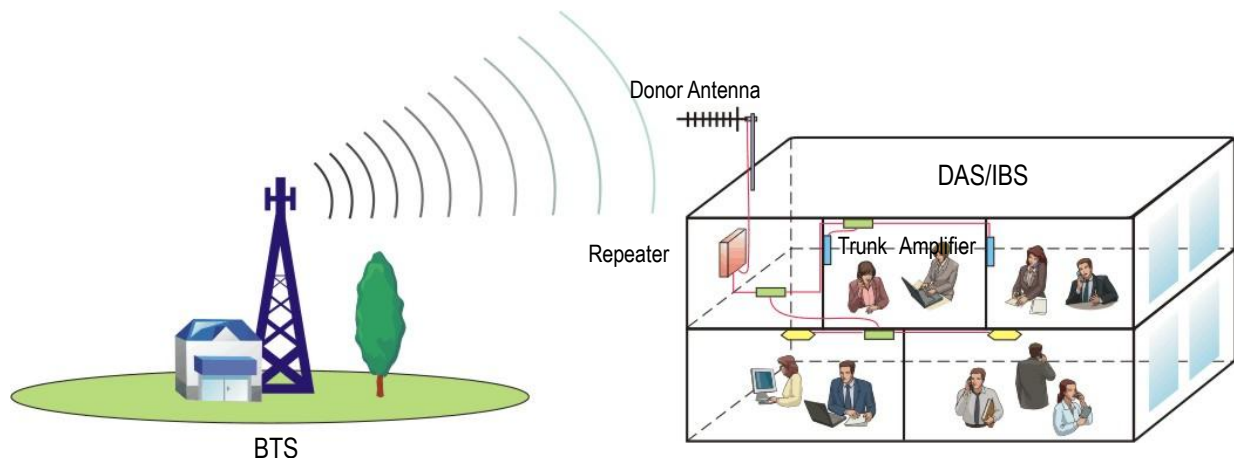 Donor Antenna
DAS/IBS
Repeater
Trunk Amplifier
BTS